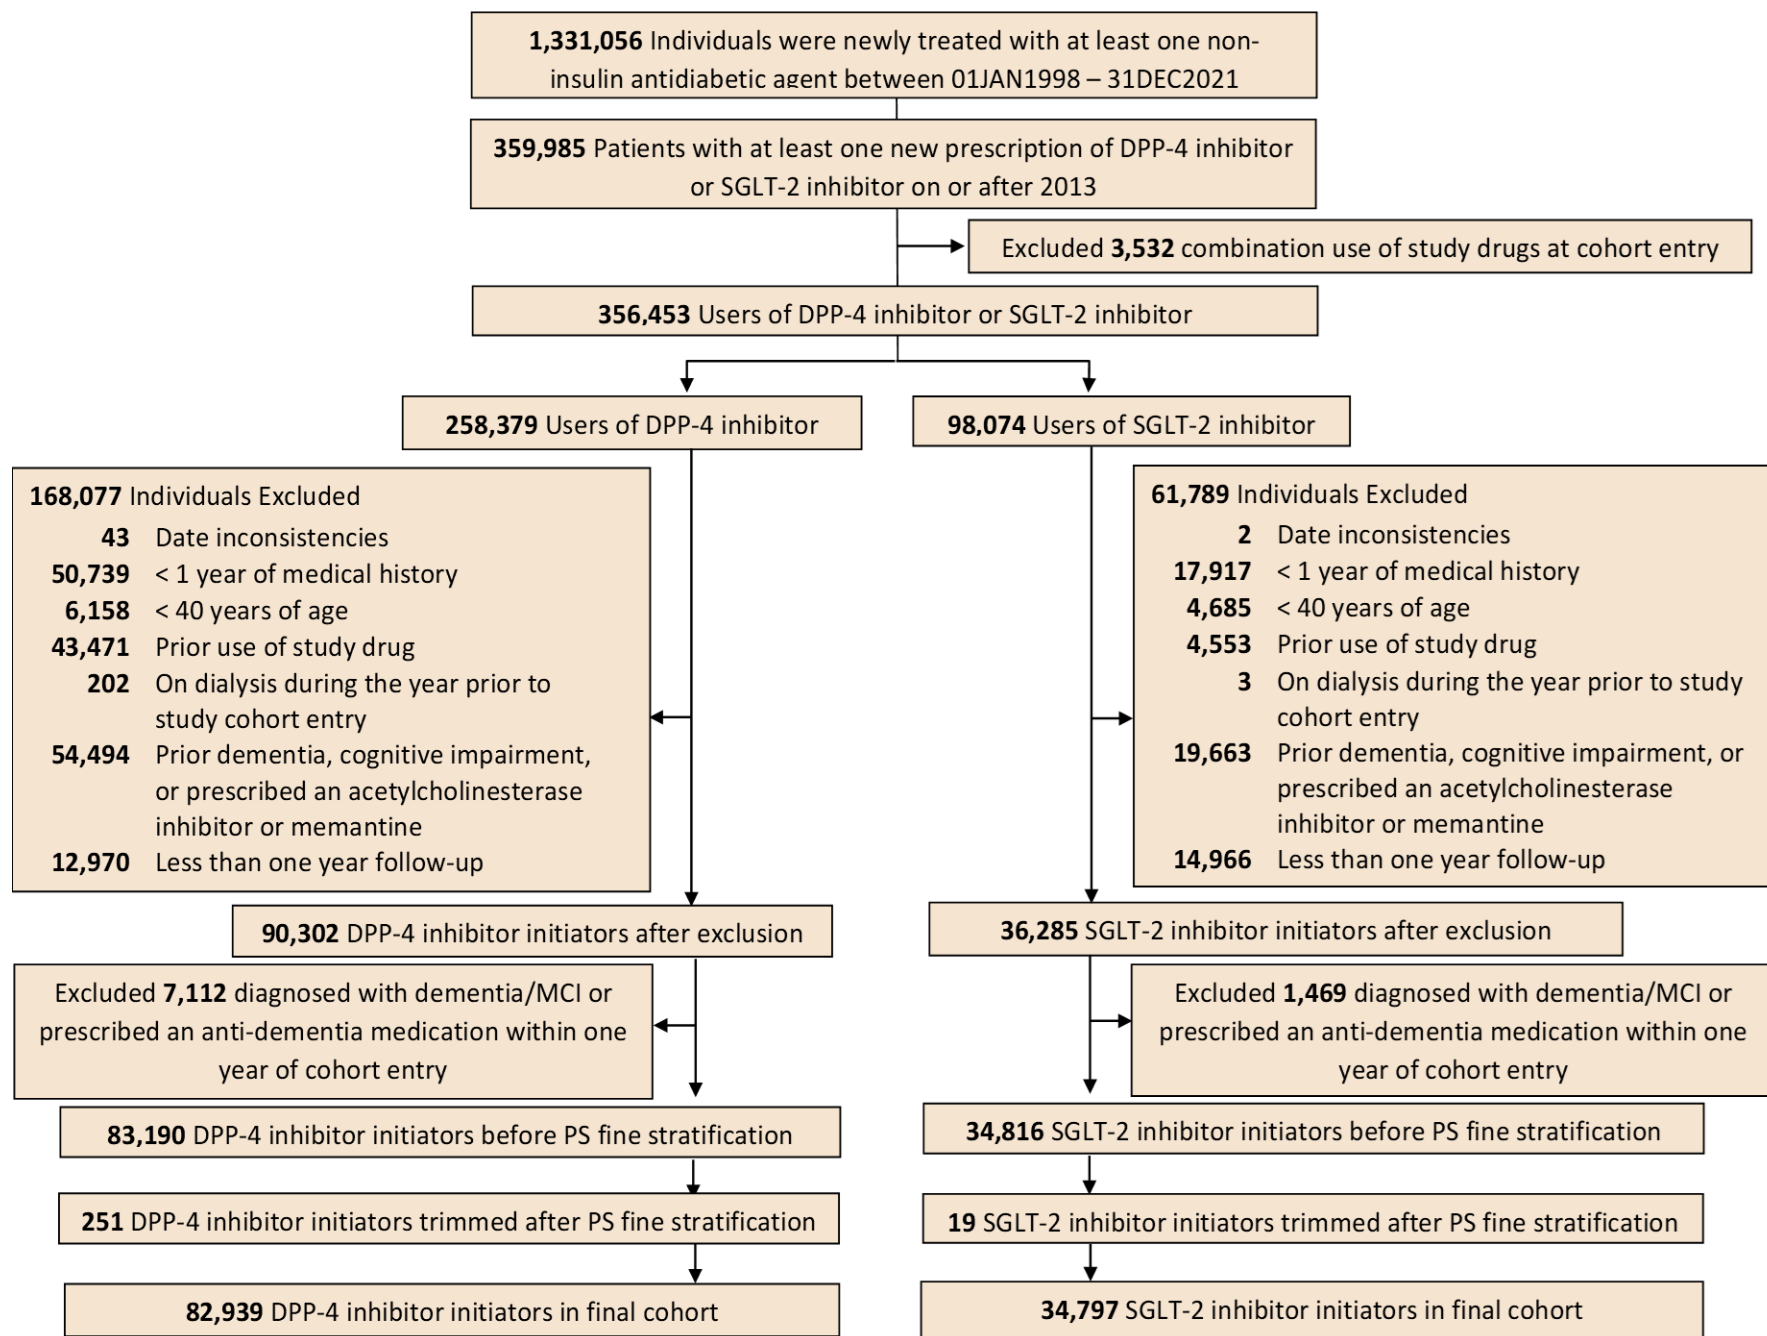 1,331,056 Individuals were newly treated with at least one non-
insulin antidiabetic agent between 01JAN1998 – 31DEC2021
359,985 Patients with at least one new prescription of DPP-4 inhibitor
or SGLT-2 inhibitor on or after 2013
Excluded 3,532 combination use of study drugs at cohort entry
356,453 Users of DPP-4 inhibitor or SGLT-2 inhibitor
258,379 Users of DPP-4 inhibitor
98,074 Users of SGLT-2 inhibitor
168,077 Individuals Excluded
43 Date inconsistencies
50,739 < 1 year of medical history
6,158 < 40 years of age
43,471 Prior use of study drug
202 On dialysis during the year prior to
study cohort entry
54,494 Prior dementia, cognitive impairment,
or prescribed an acetylcholinesterase
inhibitor or memantine
12,970 Less than one year follow-up
61,789 Individuals Excluded
2 Date inconsistencies
17,917 < 1 year of medical history
4,685 < 40 years of age
4,553 Prior use of study drug
3 On dialysis during the year prior to study
cohort entry
19,663 Prior dementia, cognitive impairment, or
prescribed an acetylcholinesterase
inhibitor or memantine
14,966 Less than one year follow-up
90,302 DPP-4 inhibitor initiators after exclusion
36,285 SGLT-2 inhibitor initiators after exclusion
Excluded 7,112 diagnosed with dementia/MCI or
prescribed an anti-dementia medication within one
year of cohort entry
Excluded 1,469 diagnosed with dementia/MCI or
prescribed an anti-dementia medication within one
year of cohort entry
83,190 DPP-4 inhibitor initiators before PS fine stratification
34,816 SGLT-2 inhibitor initiators before PS fine stratification
251 DPP-4 inhibitor initiators trimmed after PS fine stratification
19 SGLT-2 inhibitor initiators trimmed after PS fine stratification
82,939 DPP-4 inhibitor initiators in final cohort
34,797 SGLT-2 inhibitor initiators in final cohort